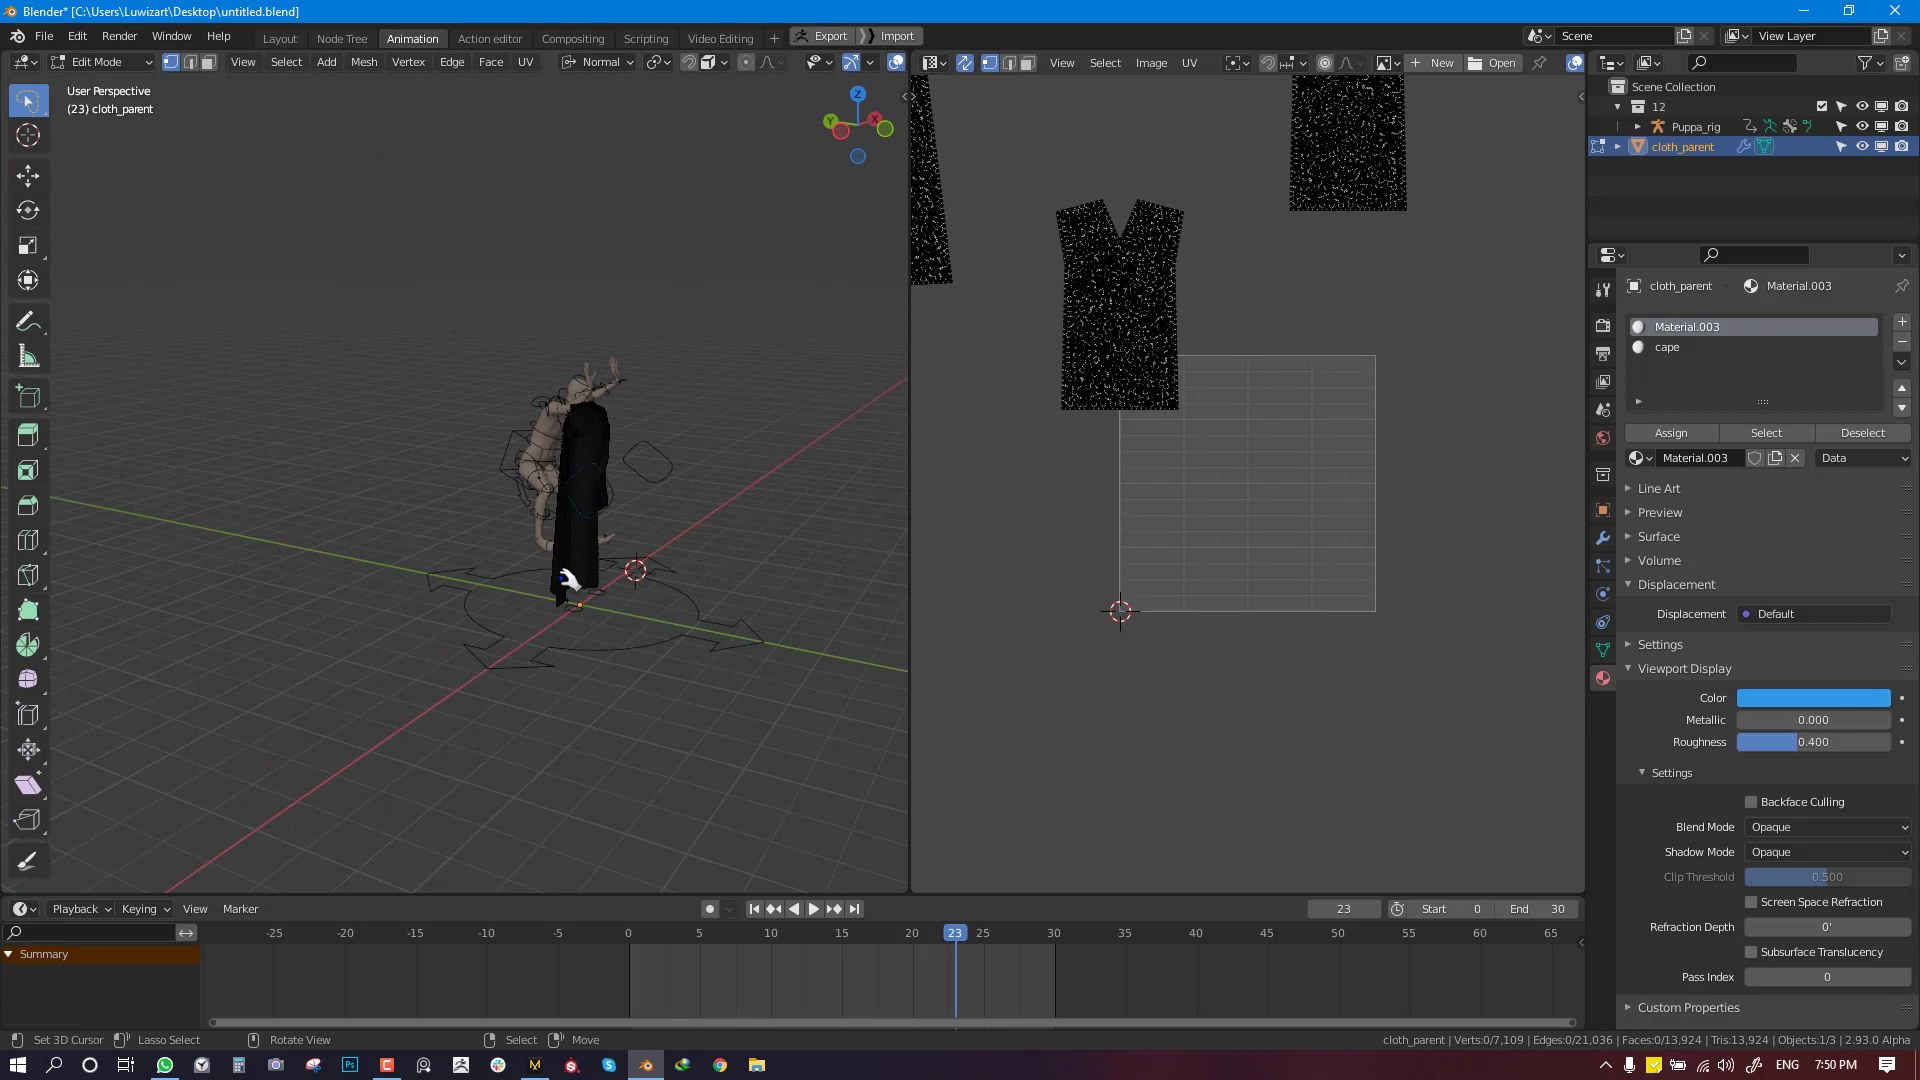 Blender* [C:\Users\Luwizart\Desktop\untitled.blend]
File Edit Render Window Help Layout Node Tree Animation Action editor Compositing Scripting Texture Editing + Export Import Scene View Layer
Edit Mode View Select Add Mesh Vertex Edge Face UV Normal
View Select Image UV + New Open
User Perspective
(23) cloth_parent
Z
Y
X
Scene Collection
12
Puppa_rig
cloth_parent
cloth_parent Material.003
Material.003
cape
Assign Select Deselect
Material.003 Data
Line Art
Preview
Surface
Volume
Displacement
Displacement Default
Settings
Viewport Display
Color
Metallic 0.000
Roughness 0.400
Settings
Backface Culling
Blend Mode Opaque
Shadow Mode Opaque
Clip Threshold 0.500
Screen Space Refraction
Refraction Depth 0'
Subsurface Translucency
Pass Index 0
Custom Properties
Playback Keying View Marker 23 Start 0 End 30
-25 -20 -15 -10 -5 0 5 10 15 20 23 25 30 35 40 45 50 55 60 65
Summary
Set 3D Cursor Lasso Select Rotate View Select Move cloth_parent | Verts:0/7,109 | Edges:0/21,036 | Faces:0/13,924 | Tris:13,924 | Objects:1/3 | 2.93.0 Alpha
ENG 7:50 PM